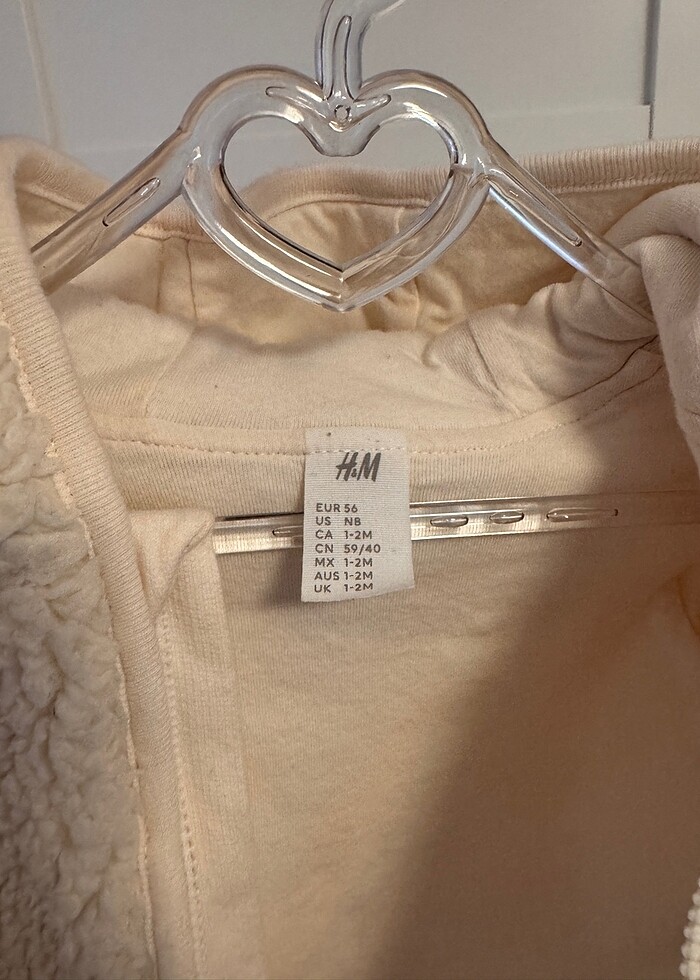 H&M
EUR 56
US NB
CA 1-2M
CN 59/40
MX 1-2M
AUS 1-2M
UK 1-2M